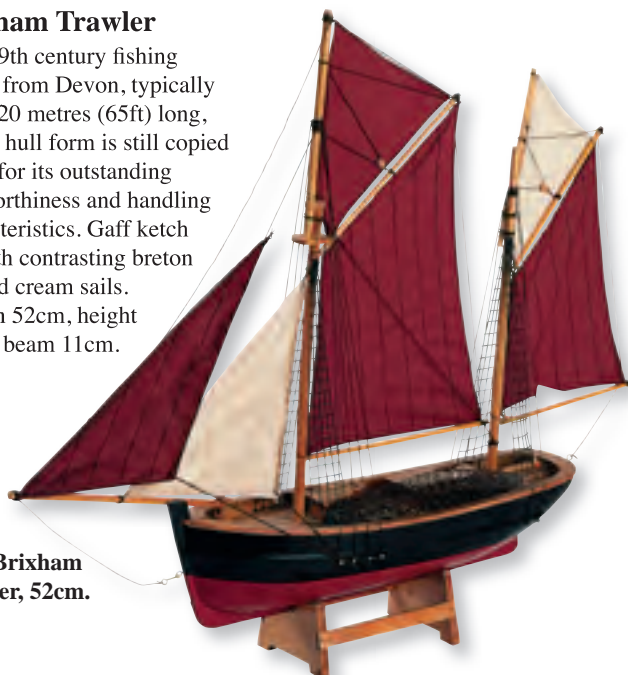 ham Trawler
9th century fishing
from Devon, typically
20 metres (65ft) long,
hull form is still copied
for its outstanding
orthiness and handling
teristics. Gaff ketch
th contrasting breton
d cream sails.
n 52cm, height
beam 11cm.
Brixham
er, 52cm.